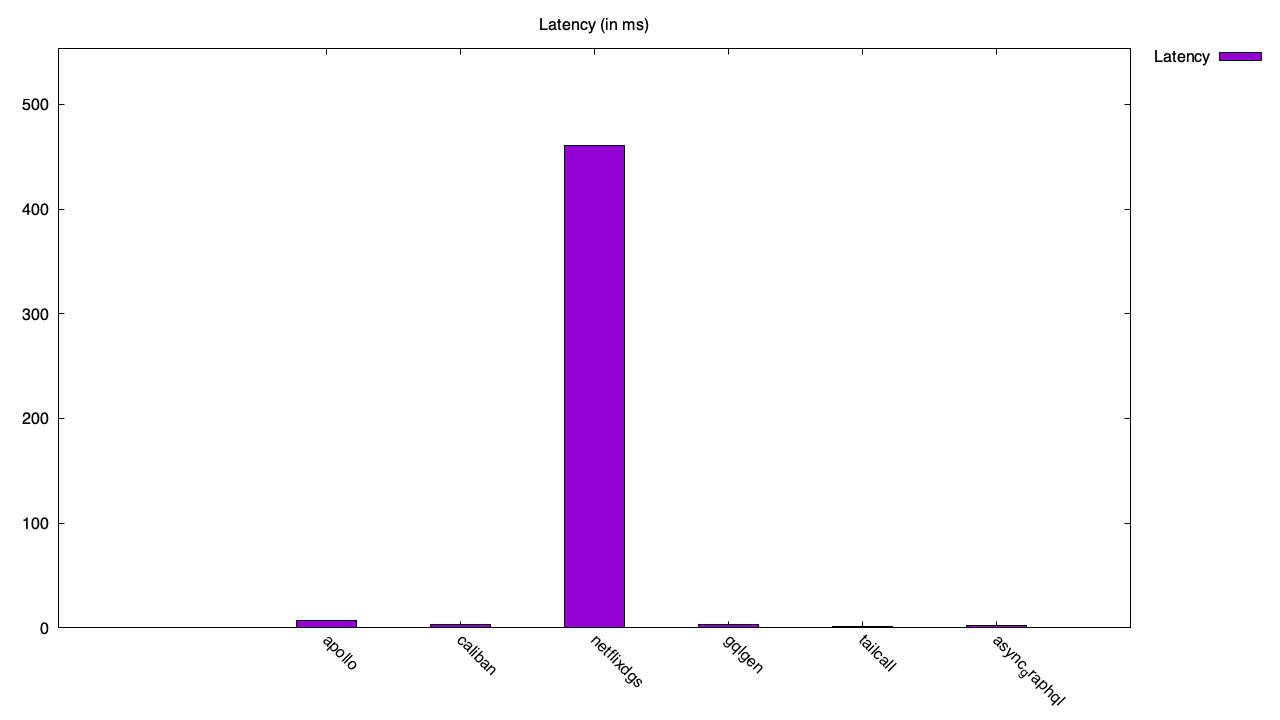 Latency (in ms)
Latency
500
400
300
200
100
0
apollo
caliban
netflixdgs
gqlgen
tailcall
async_graphql